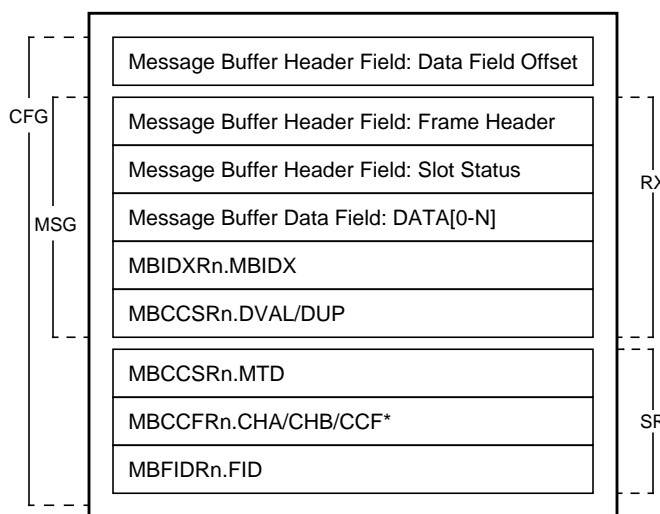 Message Buffer Header Field: Data Field Offset
CFG
Message Buffer Header Field: Frame Header
Message Buffer Header Field: Slot Status
RX
MSG
Message Buffer Data Field: DATA[0-N]
MBIDXRn.MBIDX
MBCCSRn.DVAL/DUP
MBCCSRn.MTD
MBCCFRn.CHA/CHB/CCF*
SR
MBFIDRn.FID